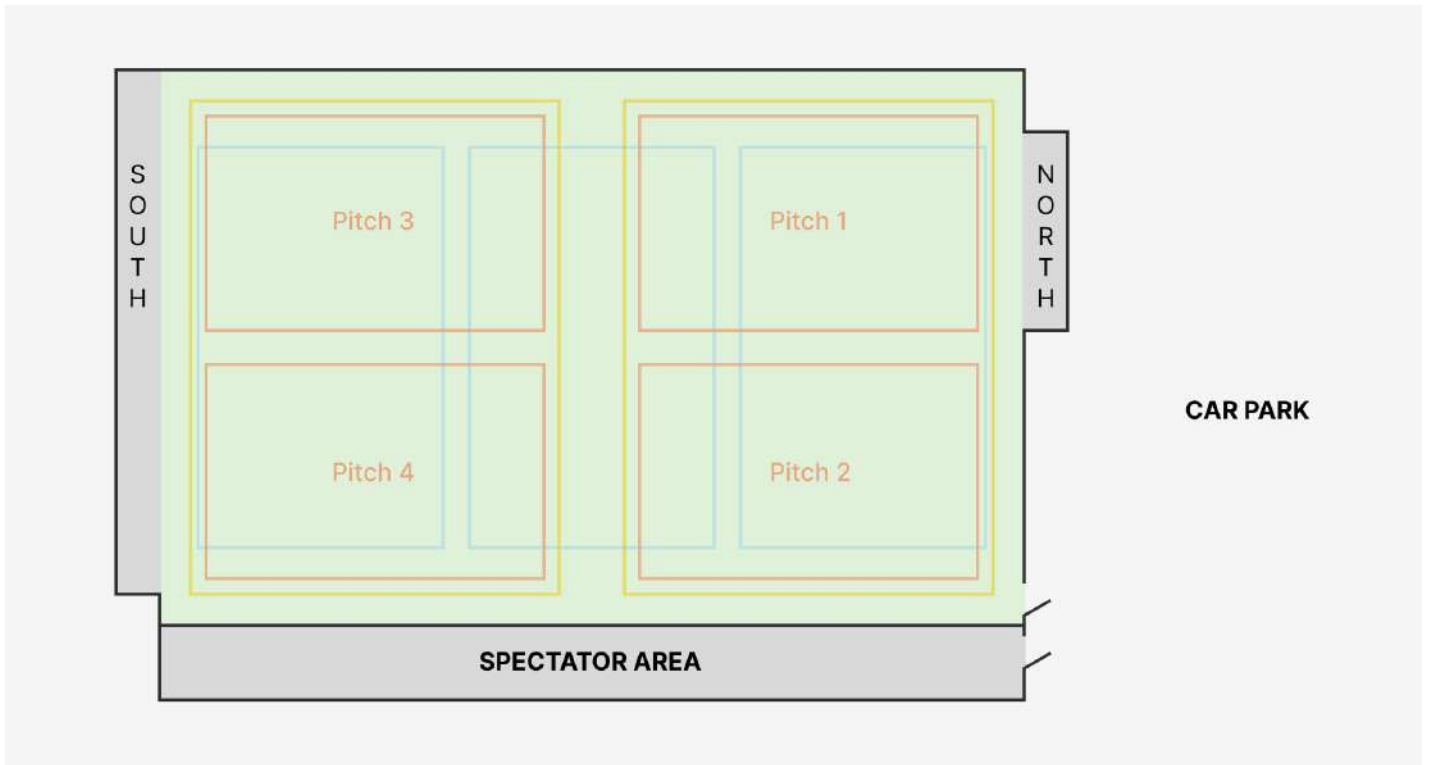 SOUTH
NORTH
Pitch 3
Pitch 1
CAR PARK
Pitch 4
Pitch 2
SPECTATOR AREA